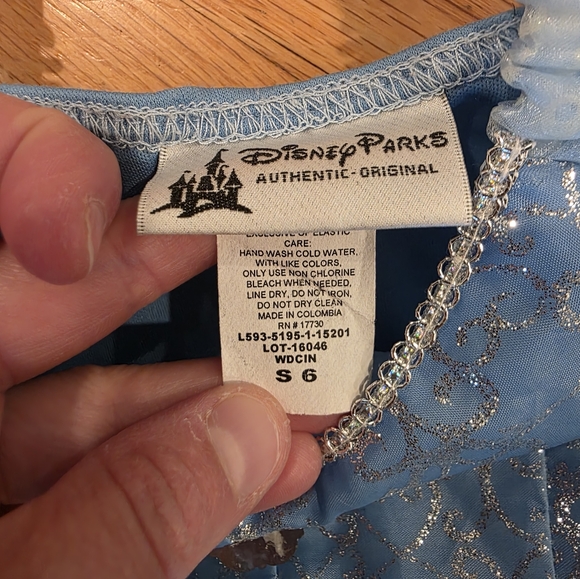 Disney Parks
AUTHENTIC-ORIGINAL
EXCLUSIVE OF ELASTIC
CARE:
HAND WASH COLD WATER,
WITH LIKE COLORS,
ONLY USE NON CHLORINE
BLEACH WHEN NEEDED,
LINE DRY, DO NOT IRON,
DO NOT DRY CLEAN
MADE IN COLOMBIA
RN # 17730
L593-5195-1-15201
LOT-16046
WDCIN
S 6